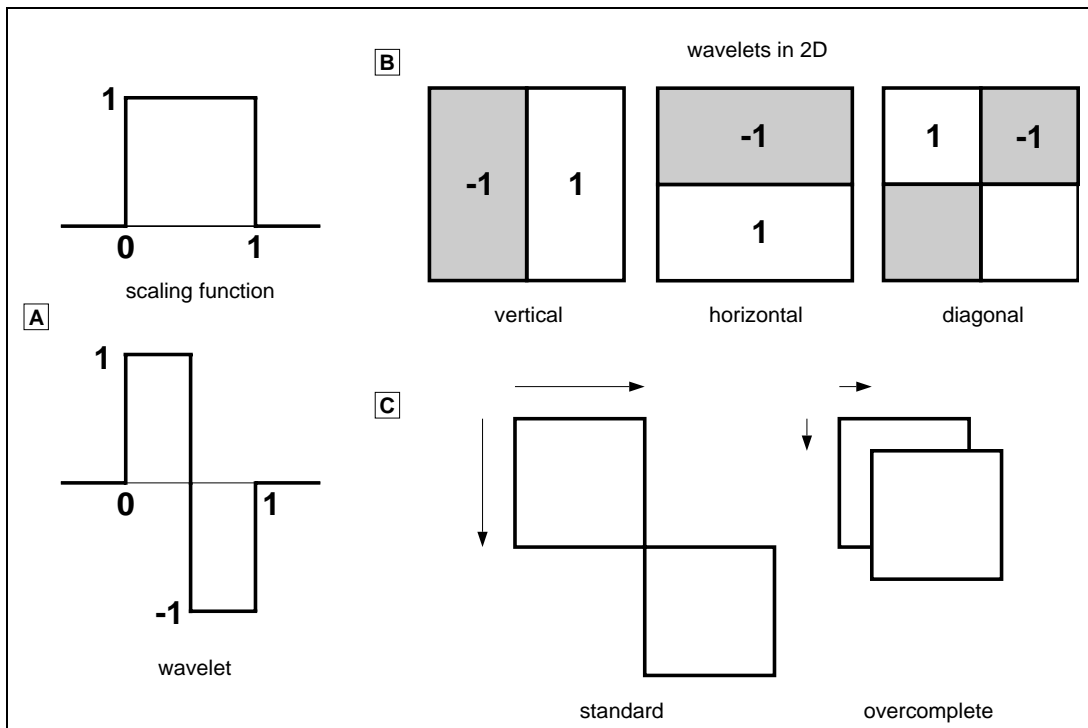 1
0 1
scaling function
A
1
0 1
-1
wavelet
B
wavelets in 2D
-1 1
-1
1
1 -1
vertical horizontal diagonal
C
standard overcomplete